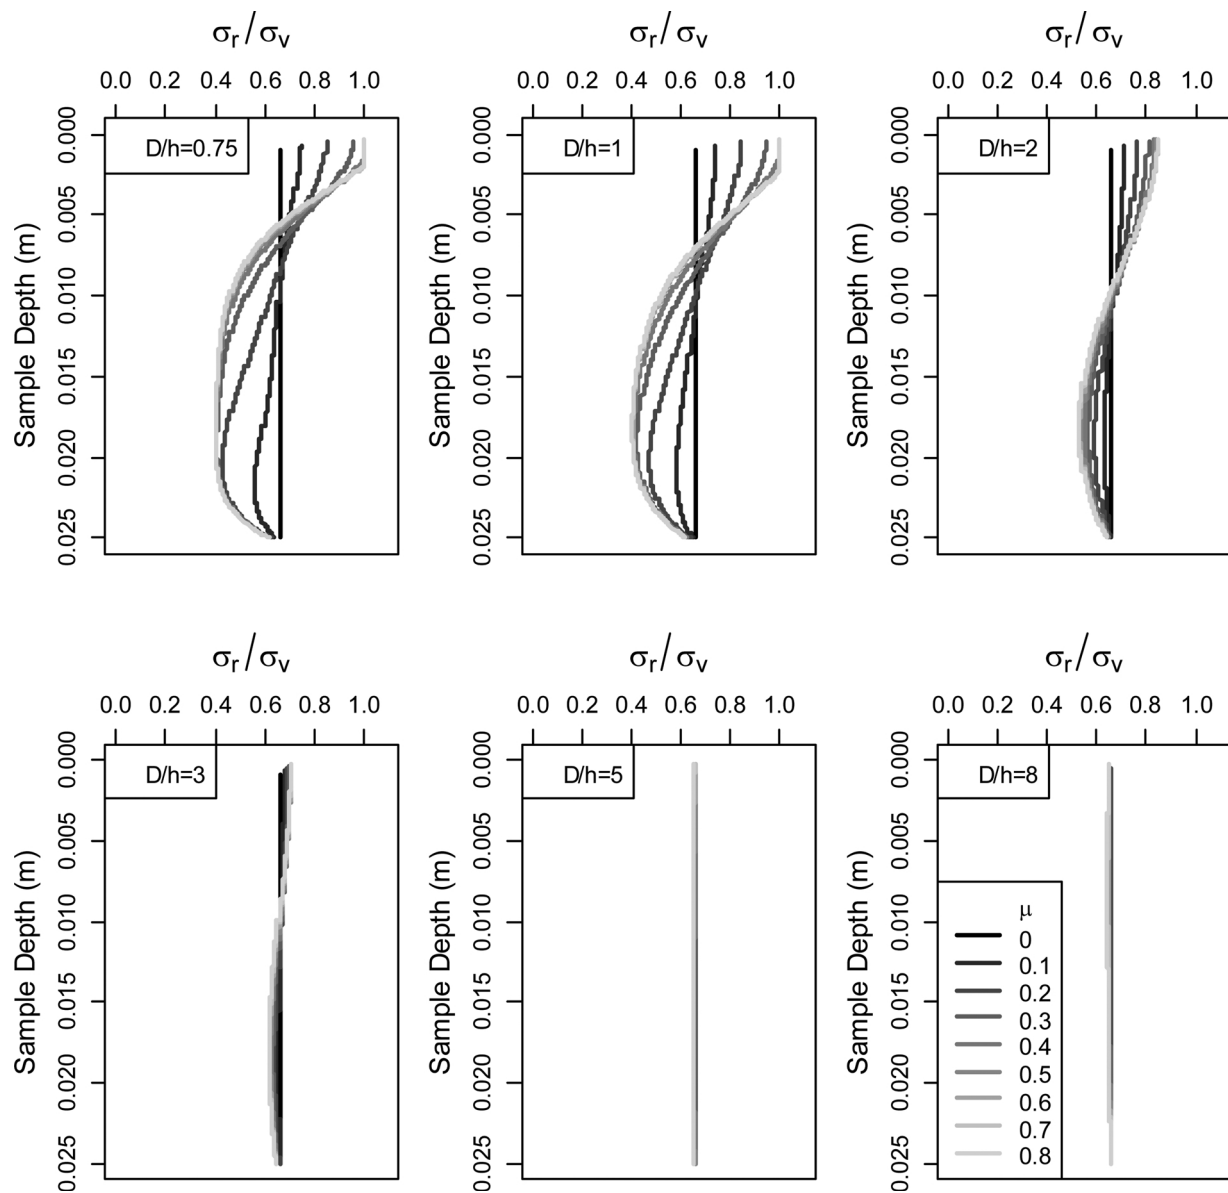 σr/σv σr/σv σr/σv
0.0 0.2 0.4 0.6 0.8 1.0 0.0 0.2 0.4 0.6 0.8 1.0 0.0 0.2 0.4 0.6 0.8 1.0
D/h=0.75 D/h=1 D/h=2
Sample Depth (m)
0.000 0.005 0.010 0.015 0.020 0.025
Sample Depth (m)
0.000 0.005 0.010 0.015 0.020 0.025
Sample Depth (m)
0.000 0.005 0.010 0.015 0.020 0.025
σr/σv σr/σv σr/σv
0.0 0.2 0.4 0.6 0.8 1.0 0.0 0.2 0.4 0.6 0.8 1.0 0.0 0.2 0.4 0.6 0.8 1.0
D/h=3 D/h=5 D/h=8
Sample Depth (m)
0.000 0.005 0.010 0.015 0.020 0.025
Sample Depth (m)
0.000 0.005 0.010 0.015 0.020 0.025
Sample Depth (m)
0.000 0.005 0.010 0.015 0.020 0.025
μ
0
0.1
0.2
0.3
0.4
0.5
0.6
0.7
0.8